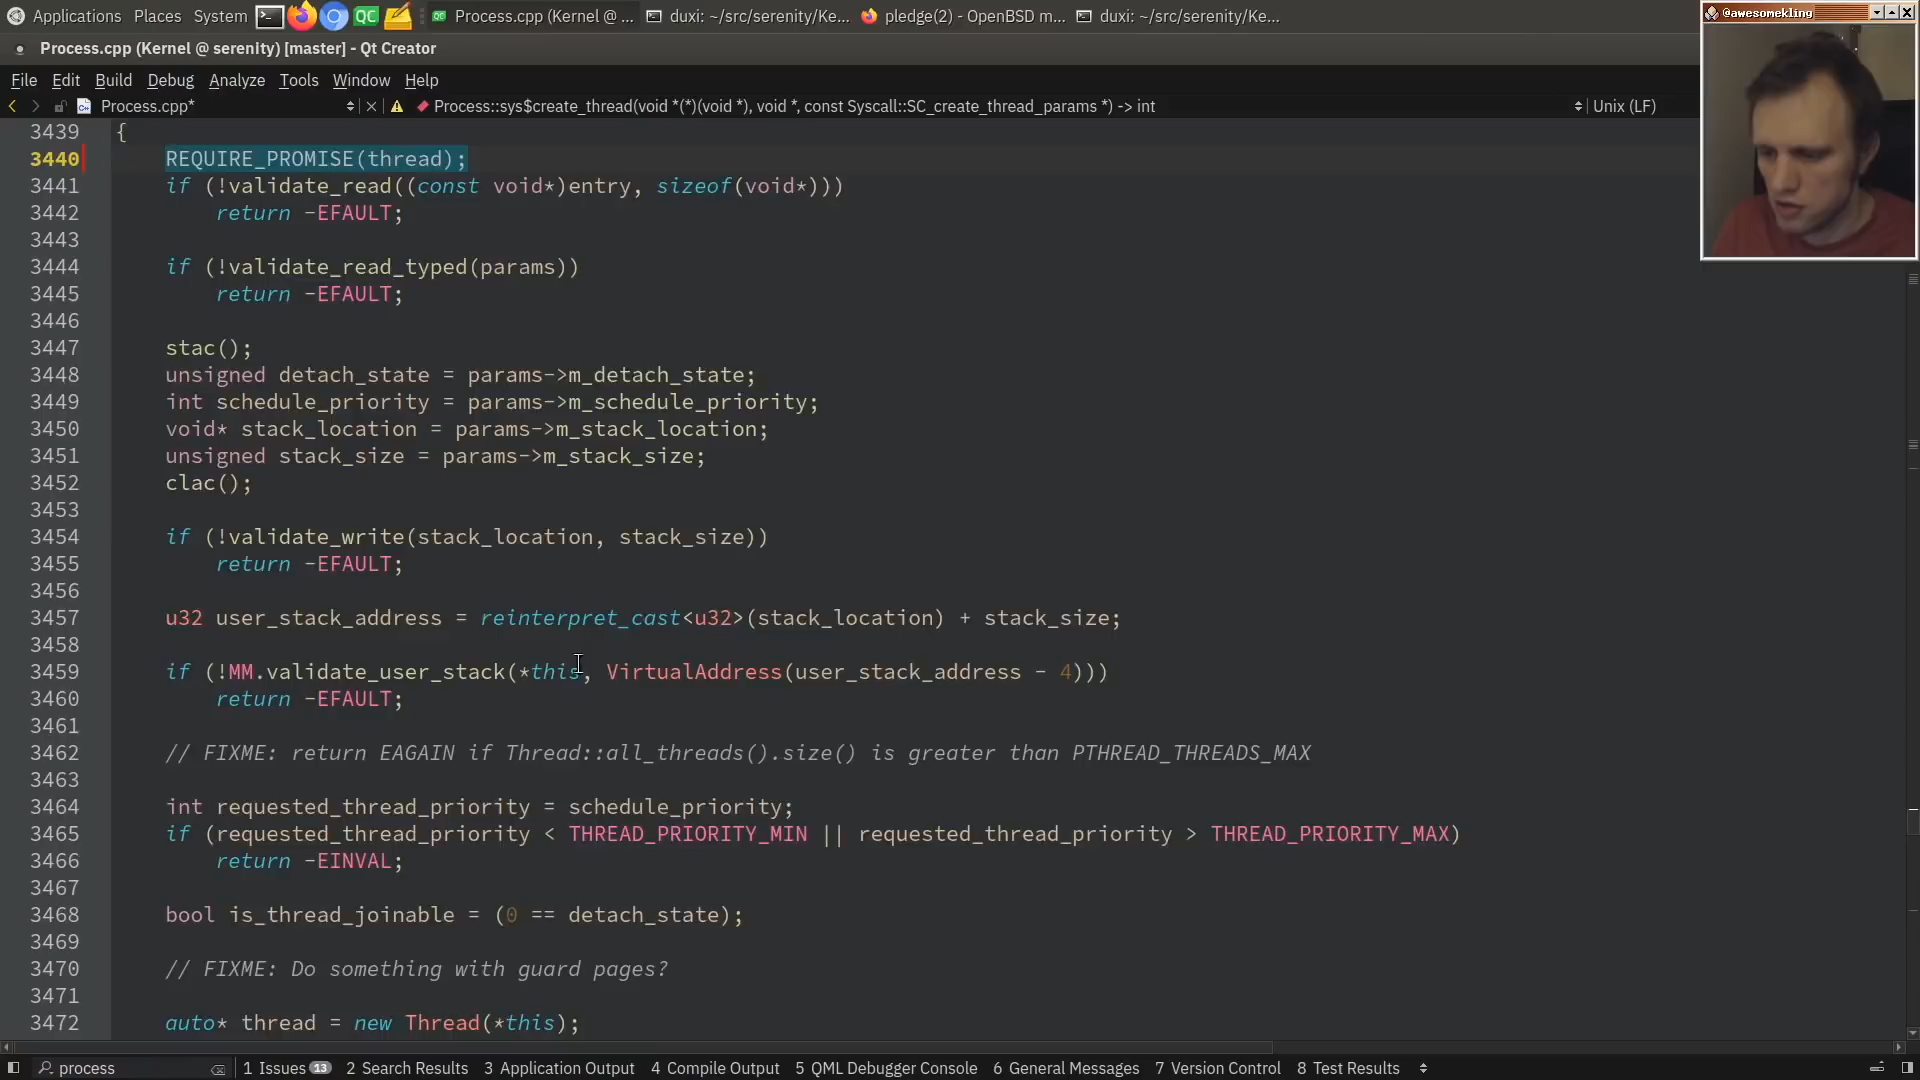 Applications Places System QC Process.cpp (Kernel @ ... duxi: ~/src/serenity/Ke... pledge(2) - OpenBSD m... duxi: ~/src/serenity/Ke...
@awesomekling
Process.cpp (Kernel @ serenity) [master] - Qt Creator
File Edit Build Debug Analyze Tools Window Help
Process.cpp* Process::sys$create_thread(void *(*)(void *), void *, const Syscall::SC_create_thread_params *) -> int Unix (LF)
3439 {
3440 REQUIRE_PROMISE(thread);
3441 if (!validate_read((const void*)entry, sizeof(void*)))
3442 return -EFAULT;
3443
3444 if (!validate_read_typed(params))
3445 return -EFAULT;
3446
3447 stac();
3448 unsigned detach_state = params->m_detach_state;
3449 int schedule_priority = params->m_schedule_priority;
3450 void* stack_location = params->m_stack_location;
3451 unsigned stack_size = params->m_stack_size;
3452 clac();
3453
3454 if (!validate_write(stack_location, stack_size))
3455 return -EFAULT;
3456
3457 u32 user_stack_address = reinterpret_cast<u32>(stack_location) + stack_size;
3458
3459 if (!MM.validate_user_stack(*this, VirtualAddress(user_stack_address - 4)))
3460 return -EFAULT;
3461
3462 // FIXME: return EAGAIN if Thread::all_threads().size() is greater than PTHREAD_THREADS_MAX
3463
3464 int requested_thread_priority = schedule_priority;
3465 if (requested_thread_priority < THREAD_PRIORITY_MIN || requested_thread_priority > THREAD_PRIORITY_MAX)
3466 return -EINVAL;
3467
3468 bool is_thread_joinable = (0 == detach_state);
3469
3470 // FIXME: Do something with guard pages?
3471
3472 auto* thread = new Thread(*this);
process 1 Issues 13 2 Search Results 3 Application Output 4 Compile Output 5 QML Debugger Console 6 General Messages 7 Version Control 8 Test Results